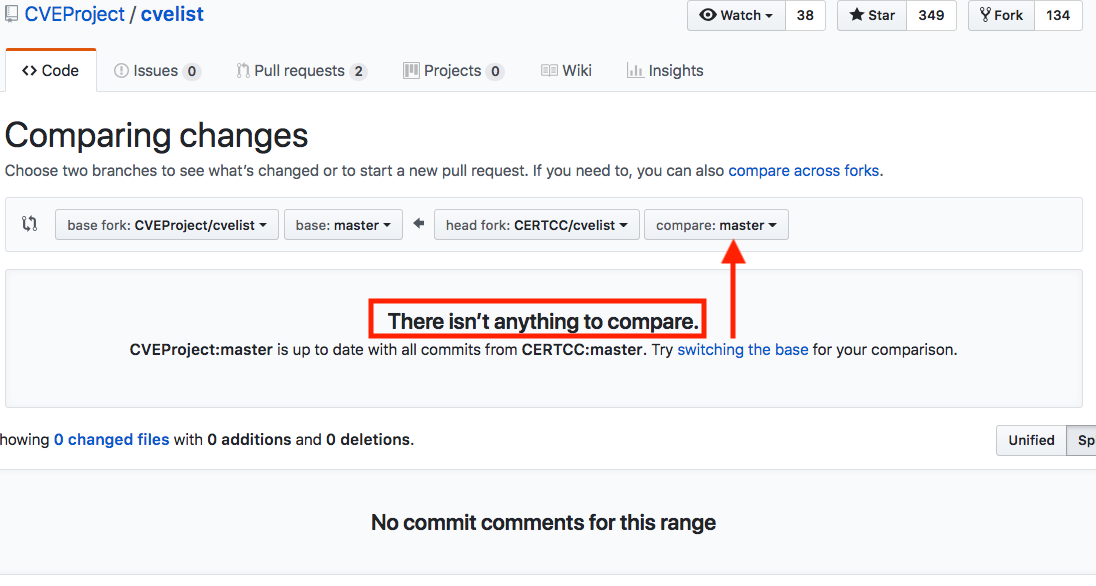 CVEProject / cvelist Watch 38 Star 349 Fork 134
Code Issues 0 Pull requests 2 Projects 0 Wiki Insights
Comparing changes
Choose two branches to see what's changed or to start a new pull request. If you need to, you can also compare across forks.
base fork: CVEProject/cvelist base: master head fork: CERTCC/cvelist compare: master
There isn't anything to compare.
CVEProject:master is up to date with all commits from CERTCC:master. Try switching the base for your comparison.
howing 0 changed files with 0 additions and 0 deletions. Unified Sp
No commit comments for this range